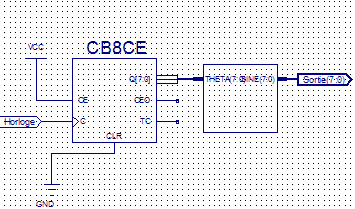 CB8CE
VCC
Q[7:0]
THETA(7:0)
SINE(7:0)
Sortie(7:0)
CE
CEO
Horloge
C
TC
CLR
GND